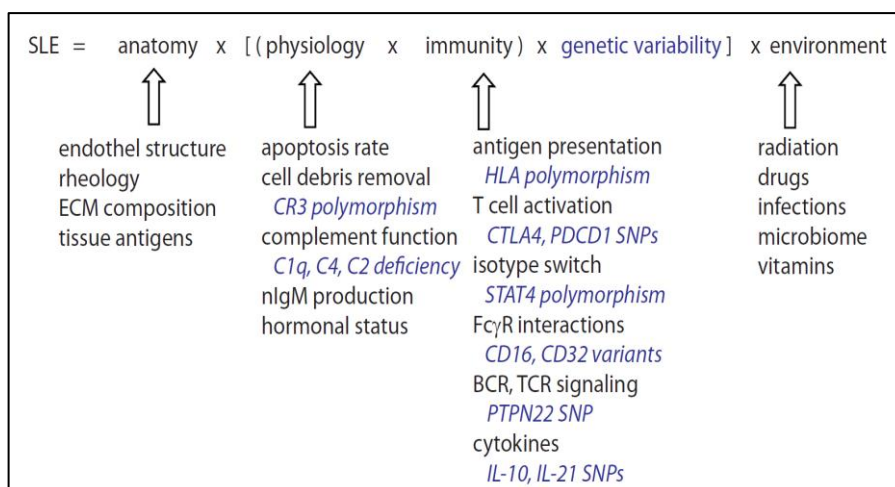 SLE = anatomy x [(physiology x immunity) x genetic variability] x environment
endothel structure
rheology
ECM composition
tissue antigens
apoptosis rate
cell debris removal
CR3 polymorphism
complement function
C1q, C4, C2 deficiency
nIgM production
hormonal status
antigen presentation
HLA polymorphism
T cell activation
CTLA4, PDCD1 SNPs
isotype switch
STAT4 polymorphism
FcγR interactions
CD16, CD32 variants
BCR, TCR signaling
PTPN22 SNP
cytokines
IL-10, IL-21 SNPs
radiation
drugs
infections
microbiome
vitamins